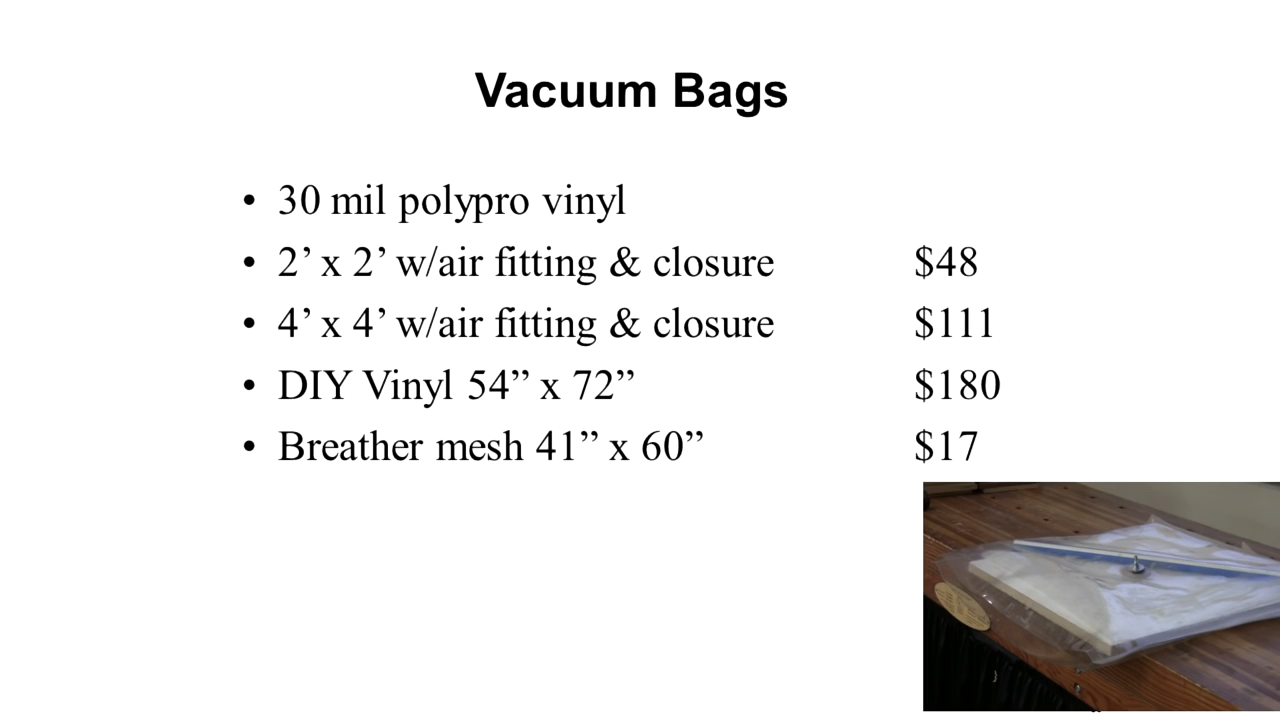 Vacuum Bags
• 30 mil polypro vinyl
• 2’ x 2’ w/air fitting & closure $48
• 4’ x 4’ w/air fitting & closure $111
• DIY Vinyl 54” x 72” $180
• Breather mesh 41” x 60” $17